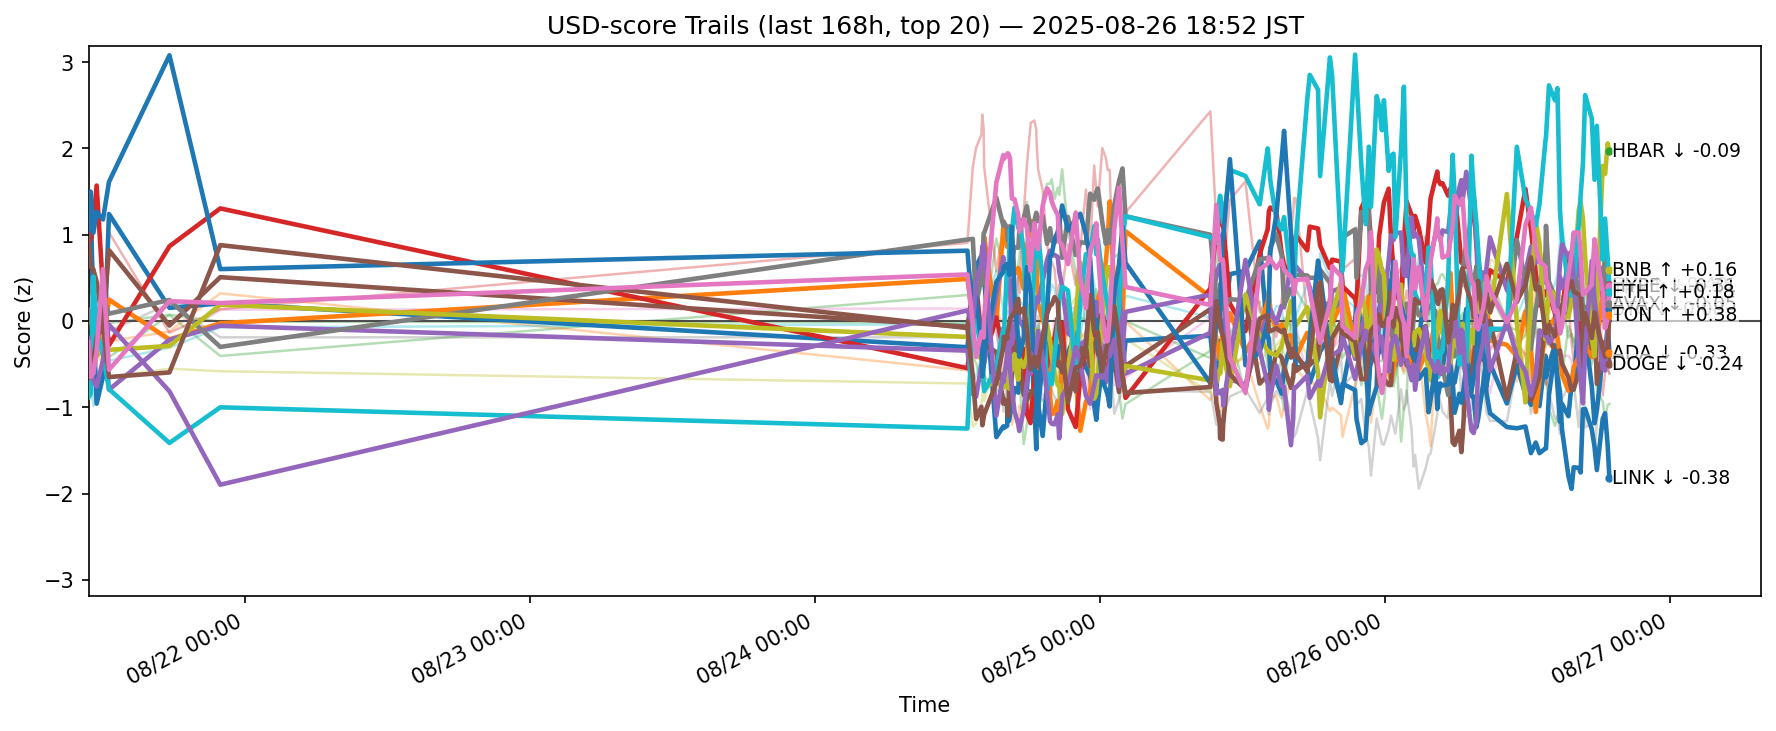 USD-score Trails (last 168h, top 20) — 2025-08-26 18:52 JST
Score (z)
3
2
1
0
−1
−2
−3
HBAR ↓ -0.09
BNB ↑ +0.16
ETH ↑ +0.18
TON ↑ +0.38
ADA ↓ -0.33
DOGE ↓ -0.24
LINK ↓ -0.38
08/22 00:00
08/23 00:00
08/24 00:00
08/25 00:00
08/26 00:00
08/27 00:00
Time